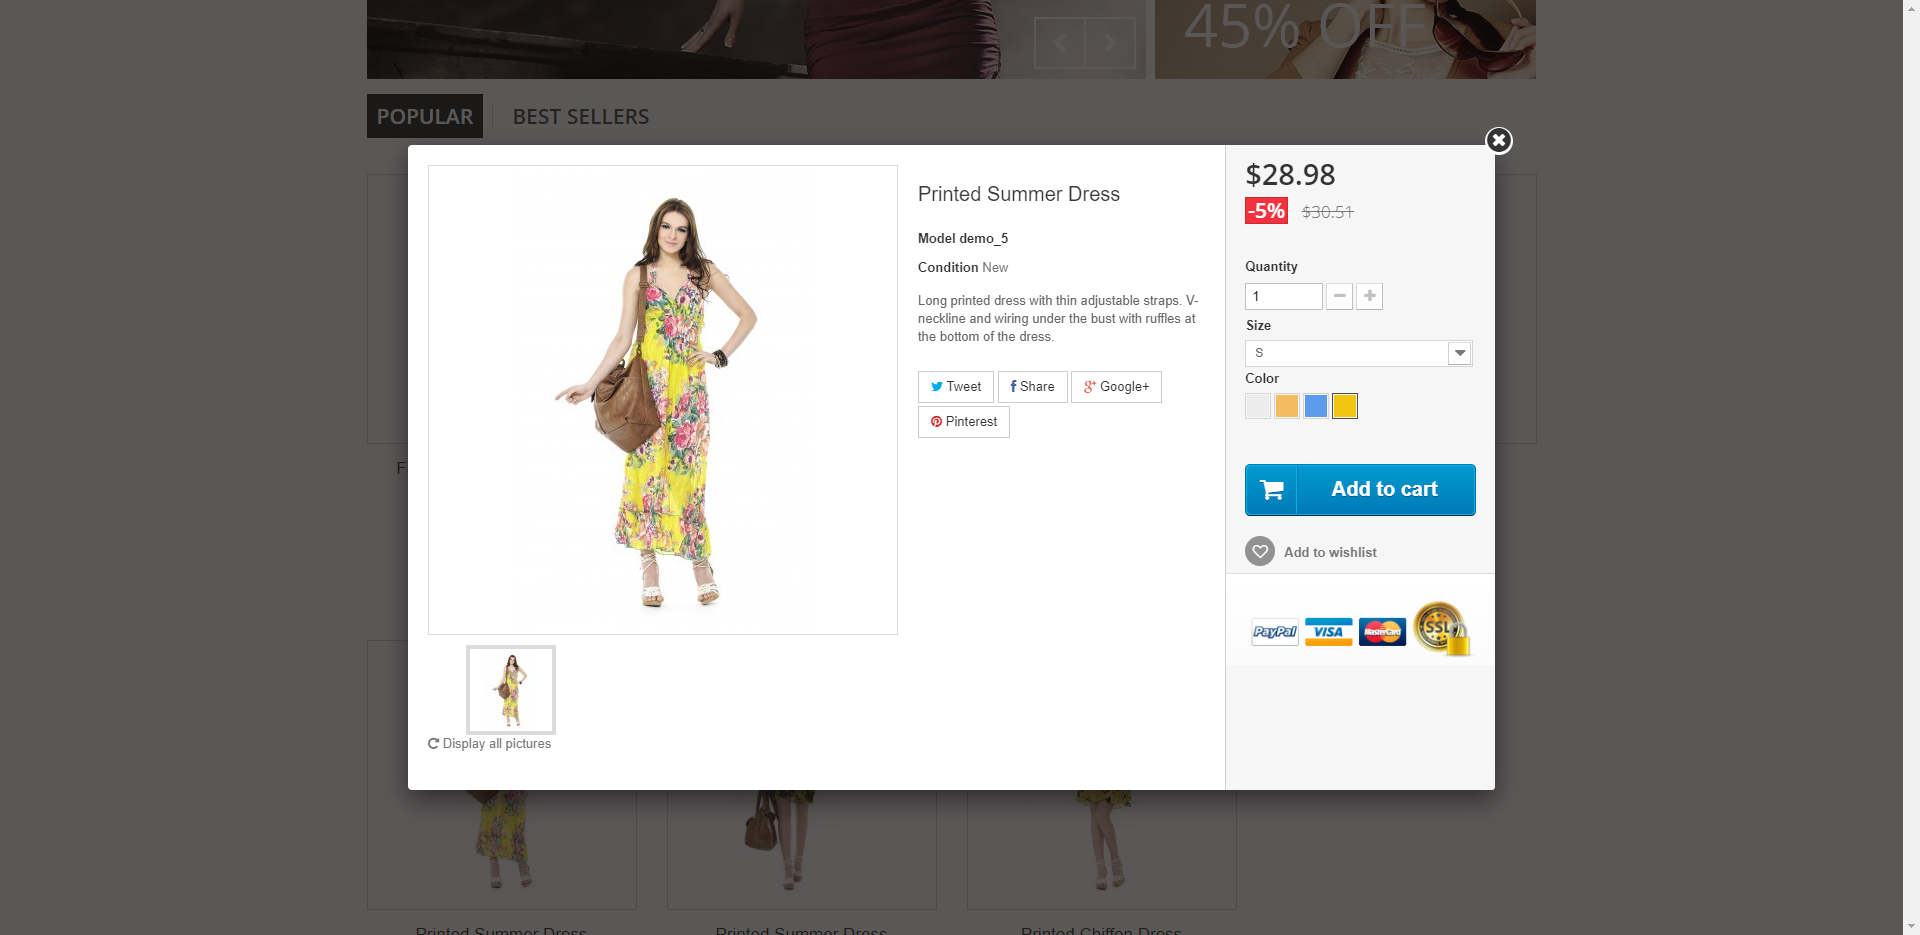 45% OFF
POPULAR
BEST SELLERS
$28.98
Printed Summer Dress
-5% $30.51
Model demo_5
Condition New
Quantity
Long printed dress with thin adjustable straps. V-
neckline and wiring under the bust with ruffles at
the bottom of the dress.
1
Size
S
Color
Tweet
Share
Google+
Pinterest
F
Add to cart
Add to wishlist
PayPal
VISA
MasterCard
SSL
Display all pictures
Printed Summer Dress
Printed Summer Dress
Printed Chiffon Dress